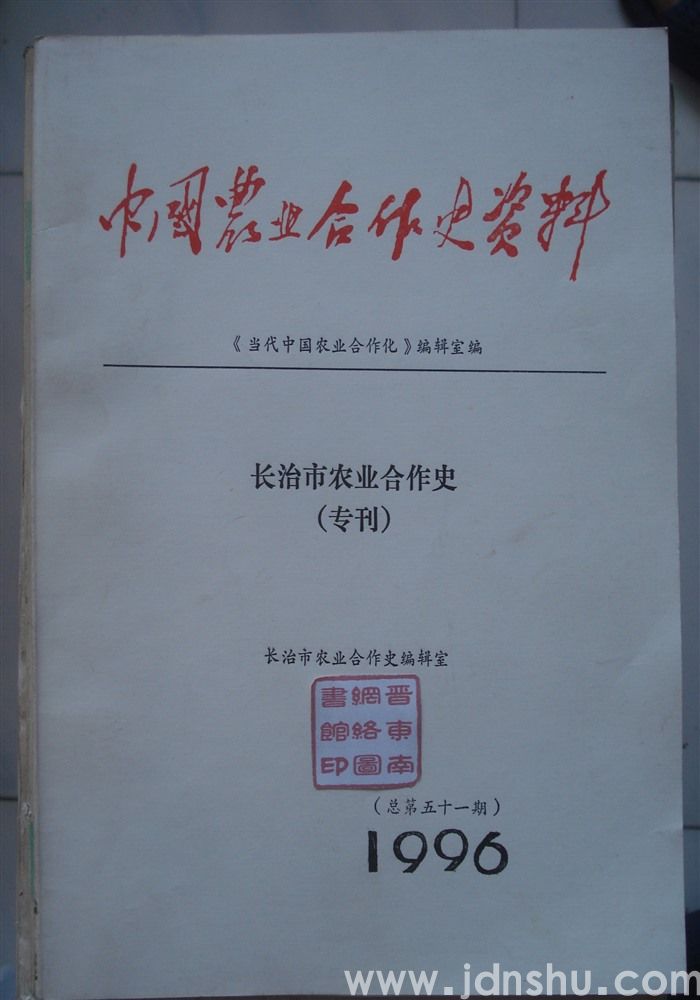 中國農业合作史资料
《当代中国农业合作化》编辑室编
长治市农业合作史
(专刊)
长治市农业合作史编辑室
晋東南
網絡圖
書館印
(总第五十一期)
1996
www.jdnshu.com